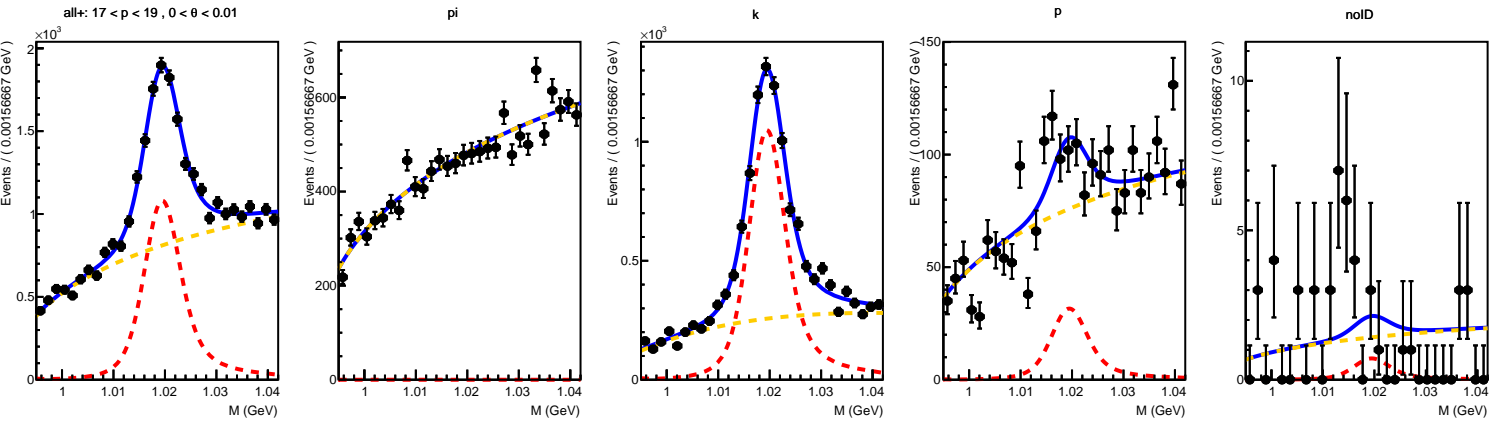 all+: 17 < p < 19 , 0 < θ < 0.01
×10³
Events / ( 0.00156667 GeV )
2
1.5
1
0.5
0
1 1.01 1.02 1.03 1.04
M (GeV)
pi
Events / ( 0.00156667 GeV )
600
400
200
0
1 1.01 1.02 1.03 1.04
M (GeV)
k
×10³
Events / ( 0.00156667 GeV )
1
0.5
0
1 1.01 1.02 1.03 1.04
M (GeV)
p
Events / ( 0.00156667 GeV )
150
100
50
0
1 1.01 1.02 1.03 1.04
M (GeV)
noID
Events / ( 0.00156667 GeV )
10
5
0
1 1.01 1.02 1.03 1.04
M (GeV)